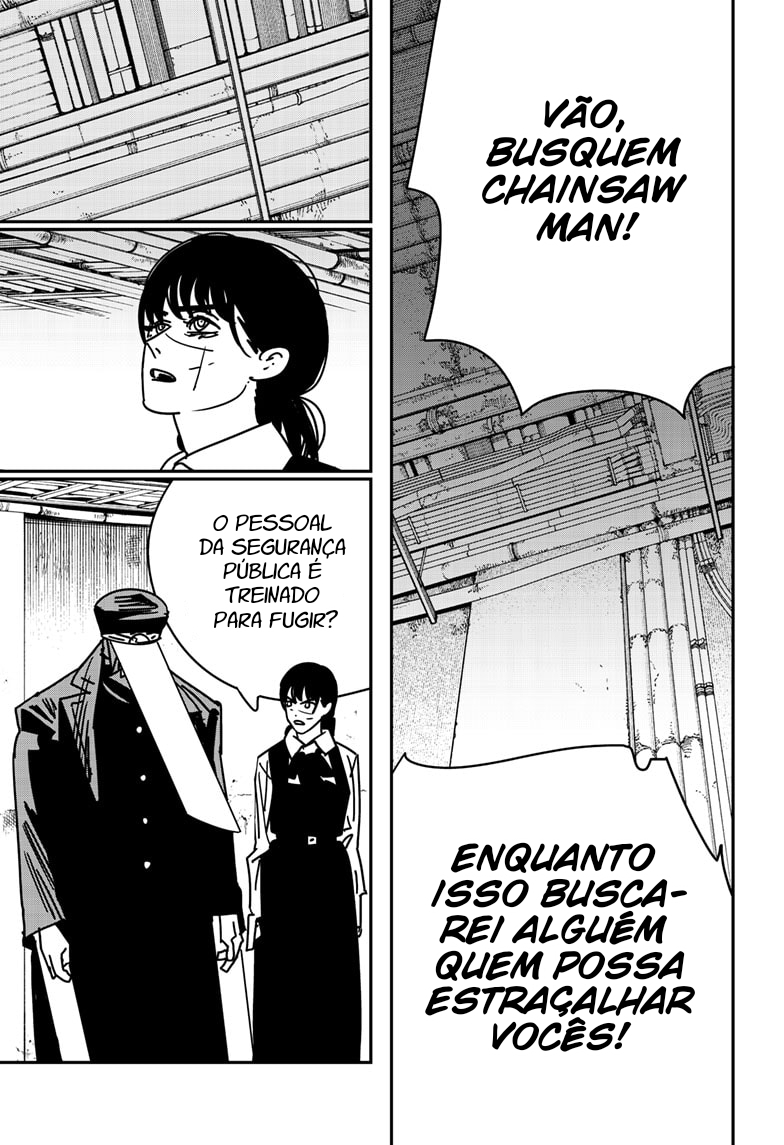 VÃO,
BUSQUEM
CHAINSAW
MAN!
ENQUANTO
ISSO BUSCA-
REI ALGUÉM
QUEM POSSA
ESTRAÇALHAR
VOCÊS!
O PESSOAL
DA SEGURANÇA
PÚBLICA É
TREINADO
PARA FUGIR?